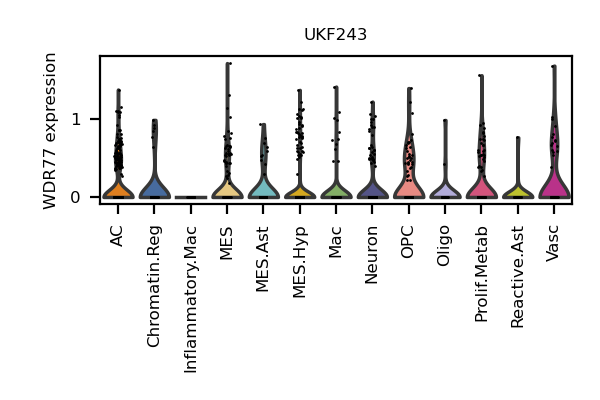 UKF243
WDR77 expression
1
0
AC
Chromatin.Reg
Inflammatory.Mac
MES
MES.Ast
MES.Hyp
Mac
Neuron
OPC
Oligo
Prolif.Metab
Reactive.Ast
Vasc